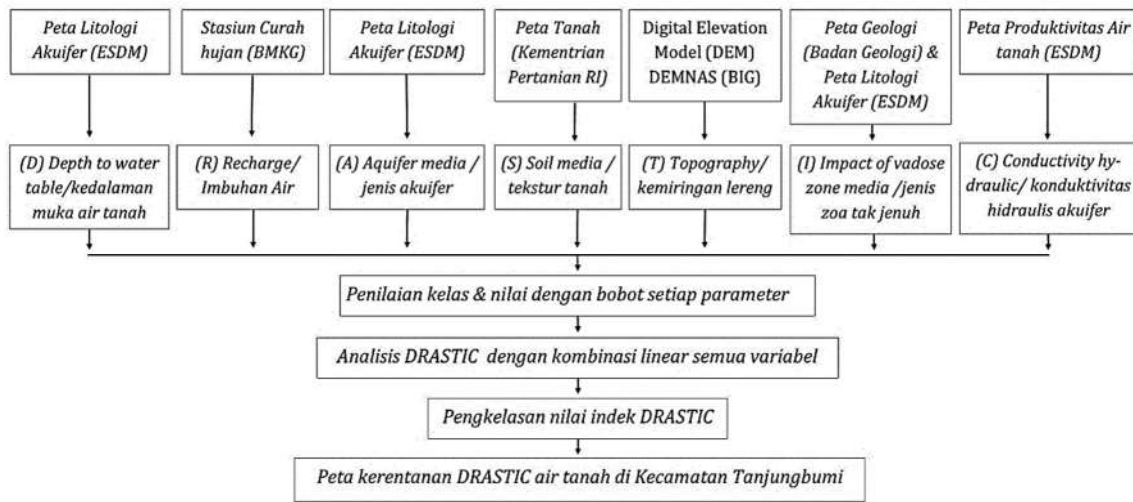 Peta Litologi
Akuifer (ESDM)
Stasiun Curah
hujan (BMKG)
Peta Litologi
Akuifer (ESDM)
Peta Tanah
(Kementrian
Pertanian RI)
Digital Elevation
Model (DEM)
DEMNAS (BIG)
Peta Geologi
(Badan Geologi) &
Peta Litologi
Akuifer (ESDM)
Peta Produktivitas Air
tanah (ESDM)
(D) Depth to water
table/kedalaman
muka air tanah
(R) Recharge/
Imbuhan Air
(A) Aquifer media /
jenis akuifer
(S) Soil media /
tekstur tanah
(T) Topography/
kemiringan lereng
(I) Impact of vadose
zone media /jenis
zoa tak jenuh
(C) Conductivity hy-
draulic/ konduktivitas
hidraulis akuifer
Penilaian kelas & nilai dengan bobot setiap parameter
Analisis DRASTIC dengan kombinasi linear semua variabel
Pengkelasan nilai indek DRASTIC
Peta kerentanan DRASTIC air tanah di Kecamatan Tanjungbumi